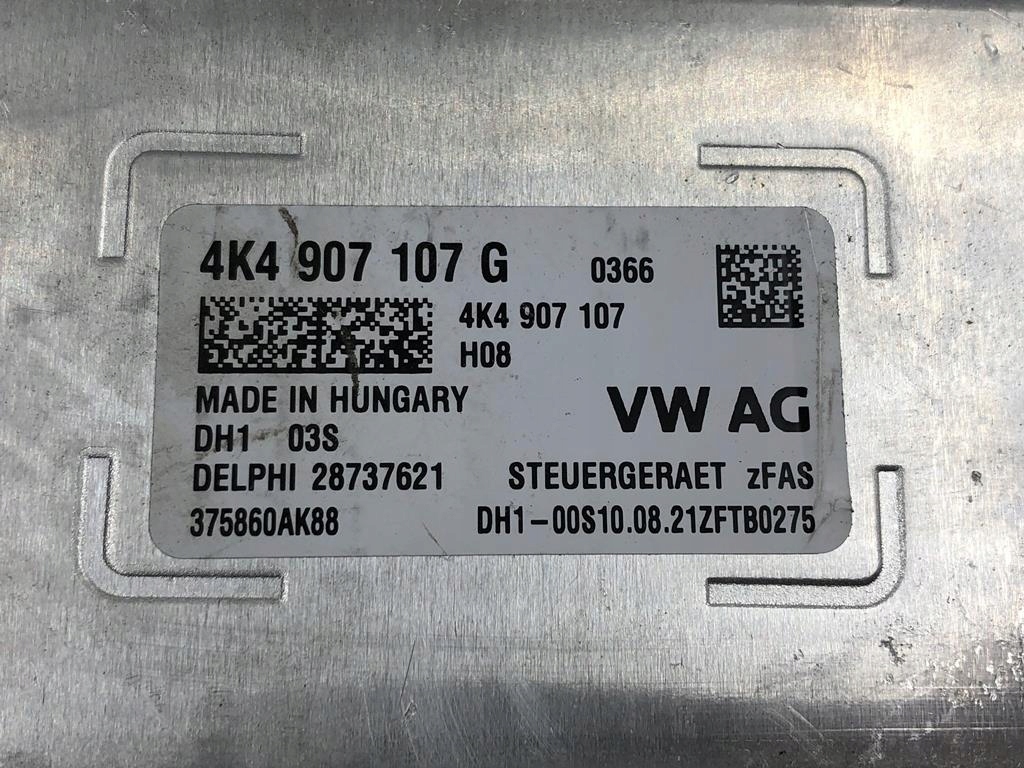 4K4 907 107 G 0366
4K4 907 107
H08
MADE IN HUNGARY
VW AG
DH1 03S
DELPHI 28737621 STEUERGERAET zFAS
375860AK88 DH1-00S10.08.21ZFTB0275